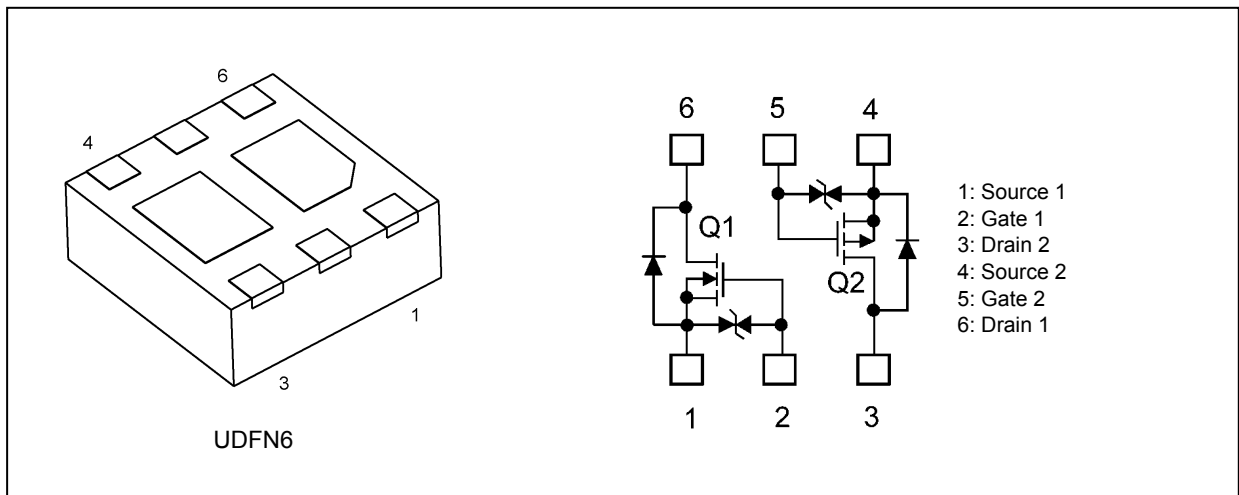 6
4
1
3
UDFN6
6 5 4
Q1
Q2
1 2 3
1: Source 1
2: Gate 1
3: Drain 2
4: Source 2
5: Gate 2
6: Drain 1